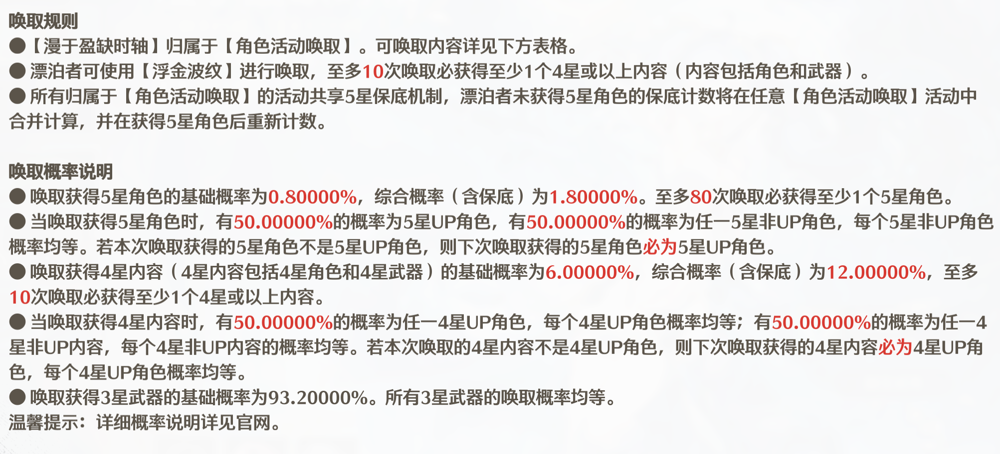 唤取规则
●【漫于盈缺时轴】归属于【角色活动唤取】。可唤取内容详见下方表格。
● 漂泊者可使用【浮金波纹】进行唤取，至多10次唤取必获得至少1个4星或以上内容（内容包括角色和武器）。
● 所有归属于【角色活动唤取】的活动共享5星保底机制，漂泊者未获得5星角色的保底计数将在任意【角色活动唤取】活动中
合并计算，并在获得5星角色后重新计数。
唤取概率说明
● 唤取获得5星角色的基础概率为0.80000%，综合概率（含保底）为1.80000%。至多80次唤取必获得至少1个5星角色。
● 当唤取获得5星角色时，有50.00000%的概率为5星UP角色，有50.00000%的概率为任一5星非UP角色，每个5星非UP角色
概率均等。若本次唤取获得的5星角色不是5星UP角色，则下次唤取获得的5星角色必为5星UP角色。
● 唤取获得4星内容（4星内容包括4星角色和4星武器）的基础概率为6.00000%，综合概率（含保底）为12.00000%，至多
10次唤取必获得至少1个4星或以上内容。
● 当唤取获得4星内容时，有50.00000%的概率为任一4星UP角色，每个4星UP角色概率均等；有50.00000%的概率为任一4
星非UP内容，每个4星非UP内容的概率均等。若本次唤取的4星内容不是4星UP角色，则下次唤取获得的4星内容必为4星UP角
色，每个4星UP角色概率均等。
● 唤取获得3星武器的基础概率为93.20000%。所有3星武器的唤取概率均等。
温馨提示：详细概率说明详见官网。